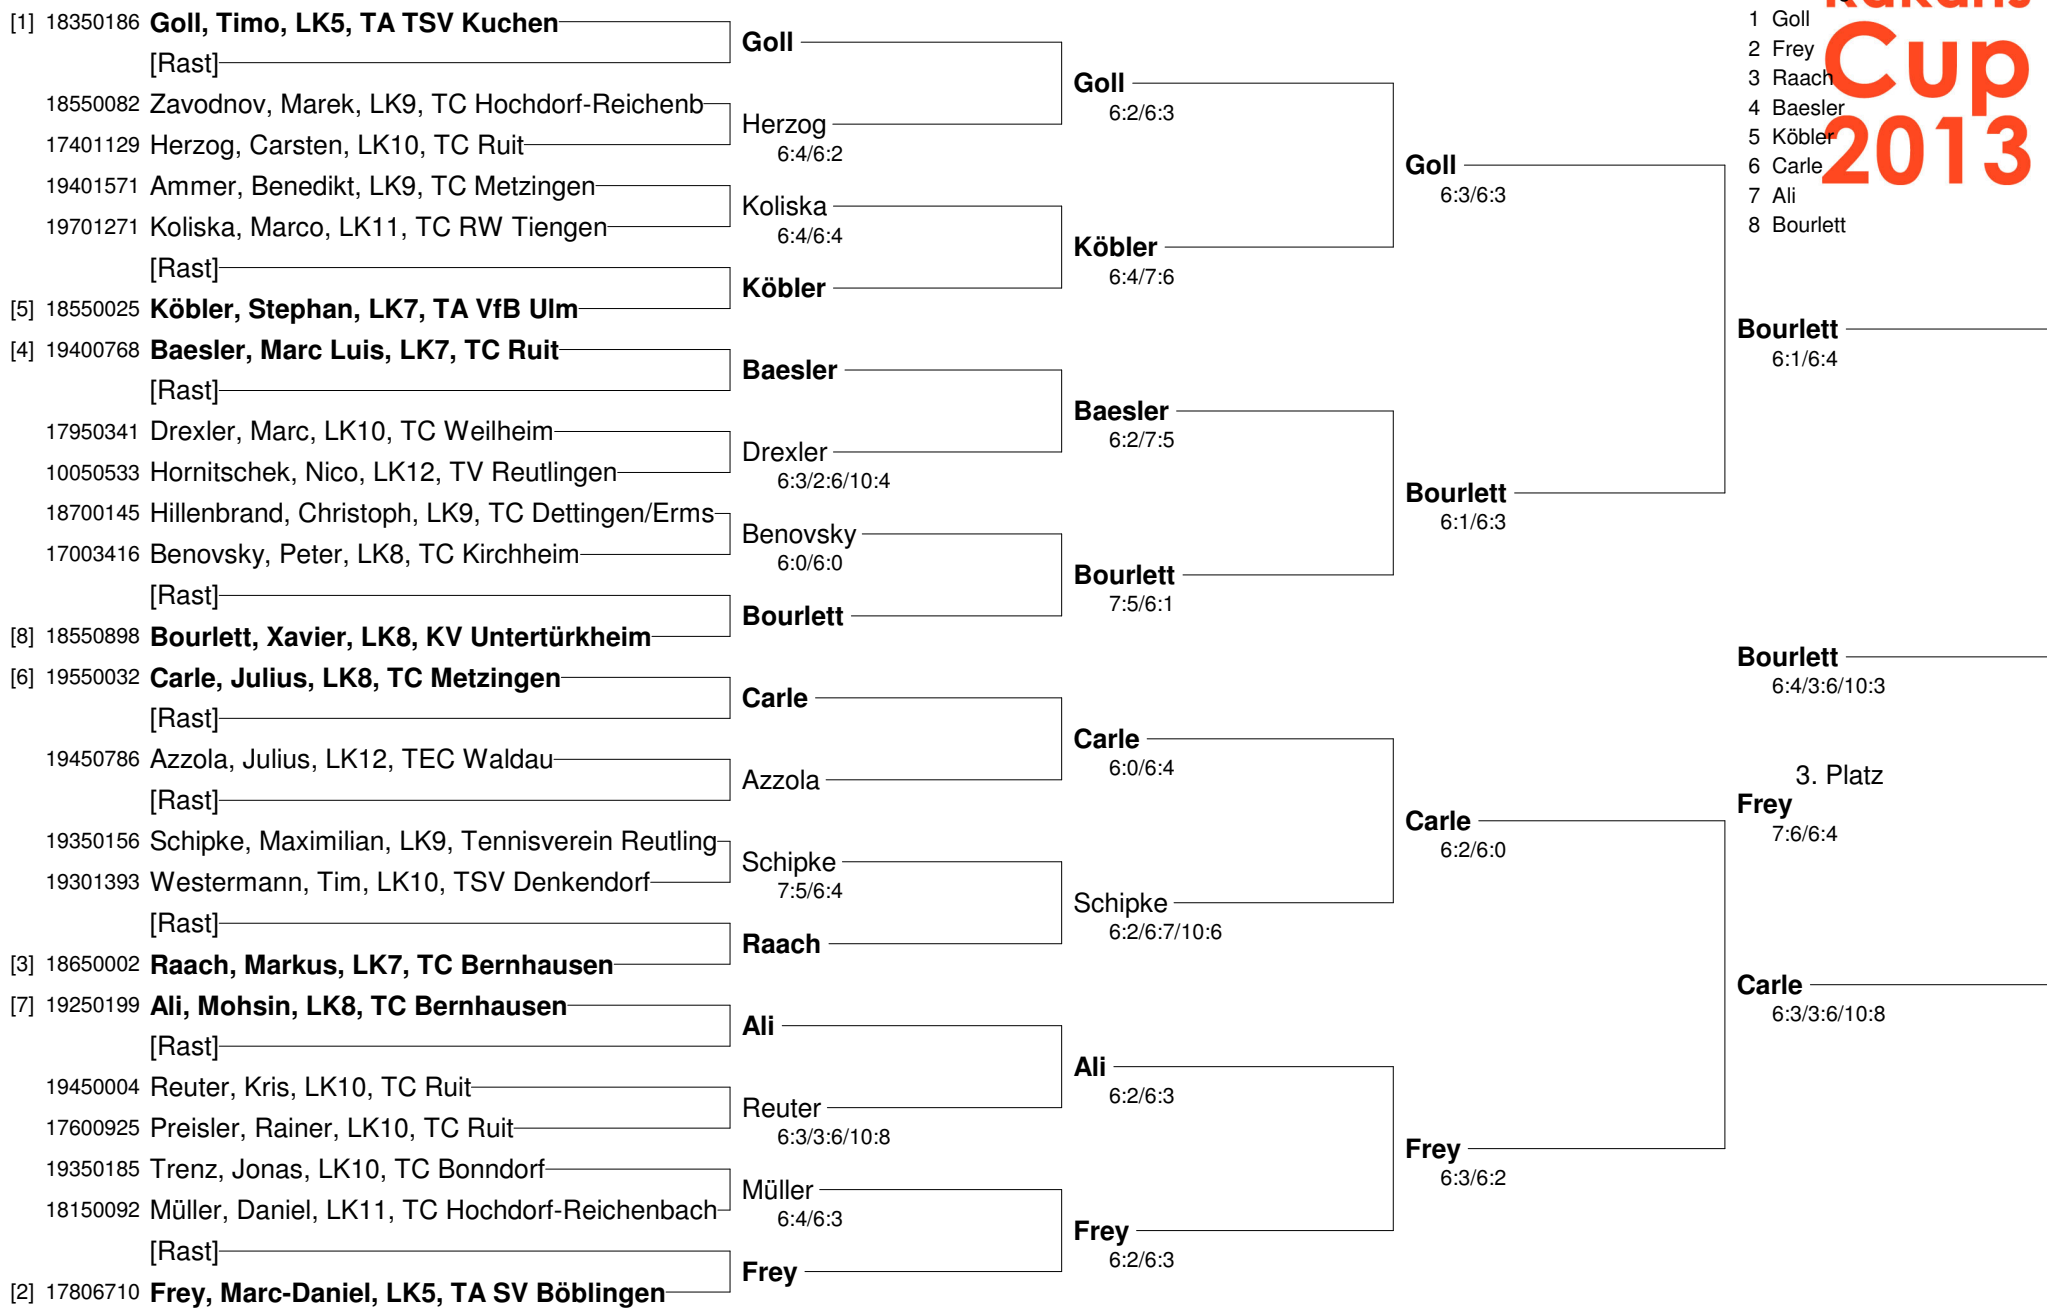 [1] 18350186 Goll, Timo, LK5, TA TSV Kuchen
[Rast]
18550082 Zavodnov, Marek, LK9, TC Hochdorf-Reichenb
17401129 Herzog, Carsten, LK10, TC Ruit
19401571 Ammer, Benedikt, LK9, TC Metzingen
19701271 Koliska, Marco, LK11, TC RW Tiengen
[Rast]
[5] 18550025 Köbler, Stephan, LK7, TA VfB Ulm
[4] 19400768 Baesler, Marc Luis, LK7, TC Ruit
[Rast]
17950341 Drexler, Marc, LK10, TC Weilheim
10050533 Hornitschek, Nico, LK12, TV Reutlingen
18700145 Hillenbrand, Christoph, LK9, TC Dettingen/Erms
17003416 Benovsky, Peter, LK8, TC Kirchheim
[Rast]
[8] 18550898 Bourlett, Xavier, LK8, KV Untertürkheim
[6] 19550032 Carle, Julius, LK8, TC Metzingen
[Rast]
19450786 Azzola, Julius, LK12, TEC Waldau
[Rast]
19350156 Schipke, Maximilian, LK9, Tennisverein Reutling
19301393 Westermann, Tim, LK10, TSV Denkendorf
[Rast]
[3] 18650002 Raach, Markus, LK7, TC Bernhausen
[7] 19250199 Ali, Mohsin, LK8, TC Bernhausen
[Rast]
19450004 Reuter, Kris, LK10, TC Ruit
17600925 Preisler, Rainer, LK10, TC Ruit
19350185 Trenz, Jonas, LK10, TC Bonndorf
18150092 Müller, Daniel, LK11, TC Hochdorf-Reichenbach
[Rast]
[2] 17806710 Frey, Marc-Daniel, LK5, TA SV Böblingen
Goll
Herzog
6:4/6:2
Koliska
6:4/6:4
Köbler
Baesler
Drexler
6:3/2:6/10:4
Benovsky
6:0/6:0
Bourlett
Carle
Azzola
Schipke
7:5/6:4
Raach
Ali
Reuter
6:3/3:6/10:8
Müller
6:4/6:3
Frey
Goll
6:2/6:3
Köbler
6:4/7:6
Baesler
6:2/7:5
Bourlett
7:5/6:1
Carle
6:0/6:4
Schipke
6:2/6:7/10:6
Ali
6:2/6:3
Frey
6:2/6:3
Goll
6:3/6:3
Bourlett
6:1/6:3
Carle
6:2/6:0
Frey
6:3/6:2
1 Goll
2 Frey
3 Raach
4 Baesler
5 Köbler
6 Carle
7 Ali
8 Bourlett
Cup
2013
Bourlett
6:1/6:4
Bourlett
6:4/3:6/10:3
3. Platz
Frey
7:6/6:4
Carle
6:3/3:6/10:8